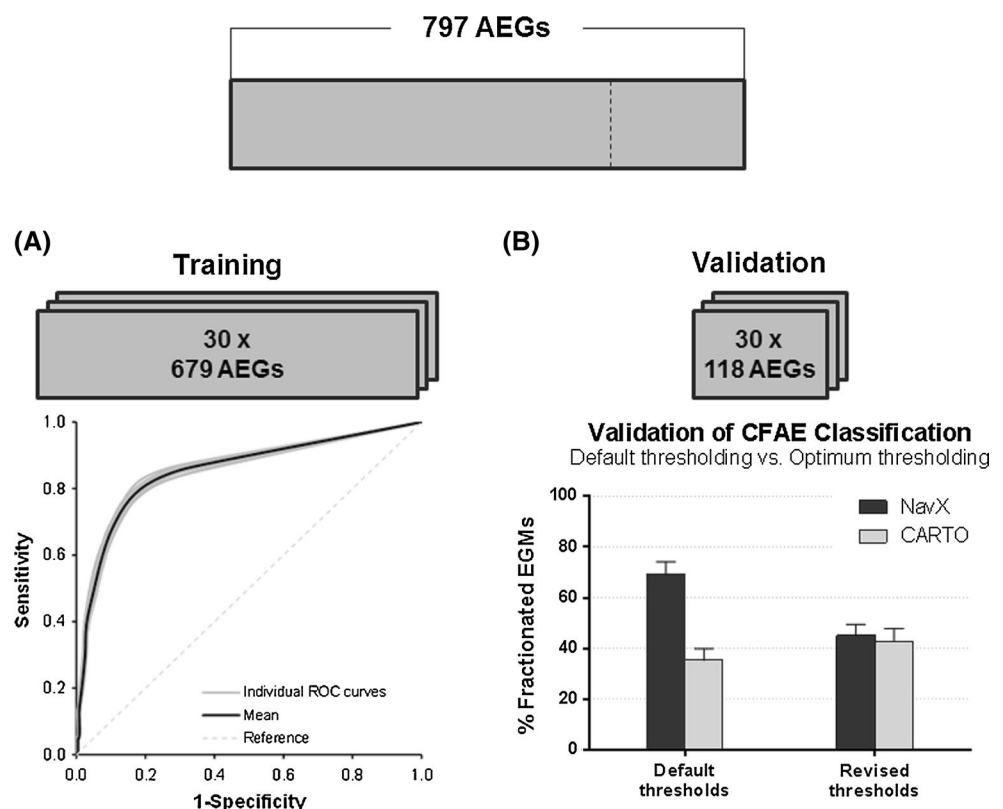 797 AEGs
(A)
Training
30 x
679 AEGs
1.0
0.8
0.6
0.4
0.2
0.0
Sensitivity
Individual ROC curves
Mean
Reference
0.0 0.2 0.4 0.6 0.8 1.0
1-Specificity
(B)
Validation
30 x
118 AEGs
Validation of CFAE Classification
Default thresholding vs. Optimum thresholding
100
80
60
40
20
0
% Fractionated EGMs
NavX
CARTO
Default
thresholds
Revised
thresholds